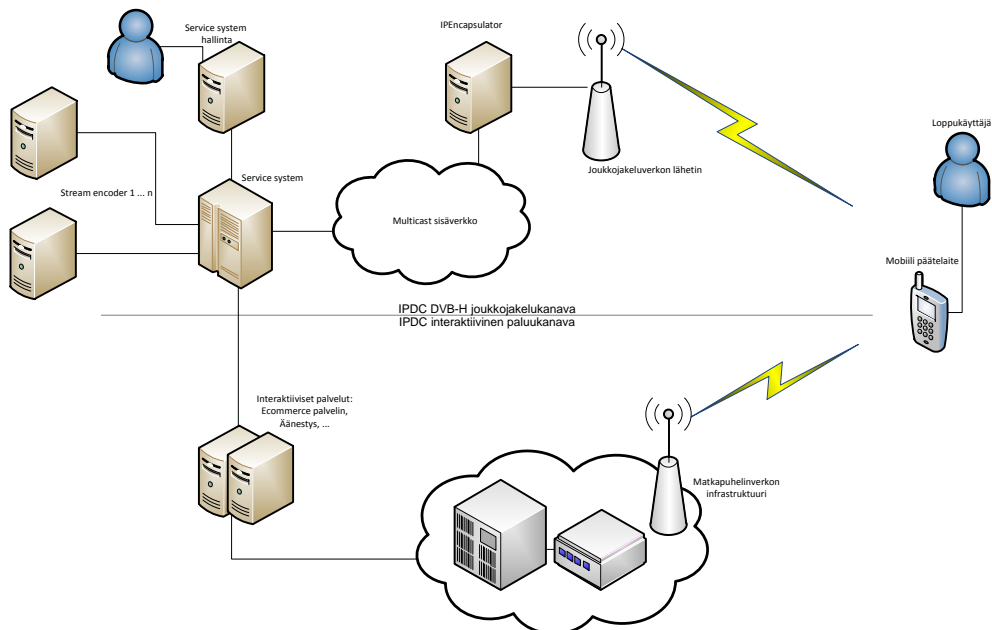 Service system
hallinta
IPEncapsulator
Loppukäyttäjä
Joukkojakeluverkon lähetin
Service system
Stream encoder 1 ... n
Multicast sisäverkko
Mobiili päätelaite
IPDC DVB-H joukkojakelukanava
IPDC interaktiivinen paluukanava
Interaktiiviset palvelut:
Ecommerce palvelin,
Äänestys, ...
Matkapuhelinverkon
infrastruktuuri